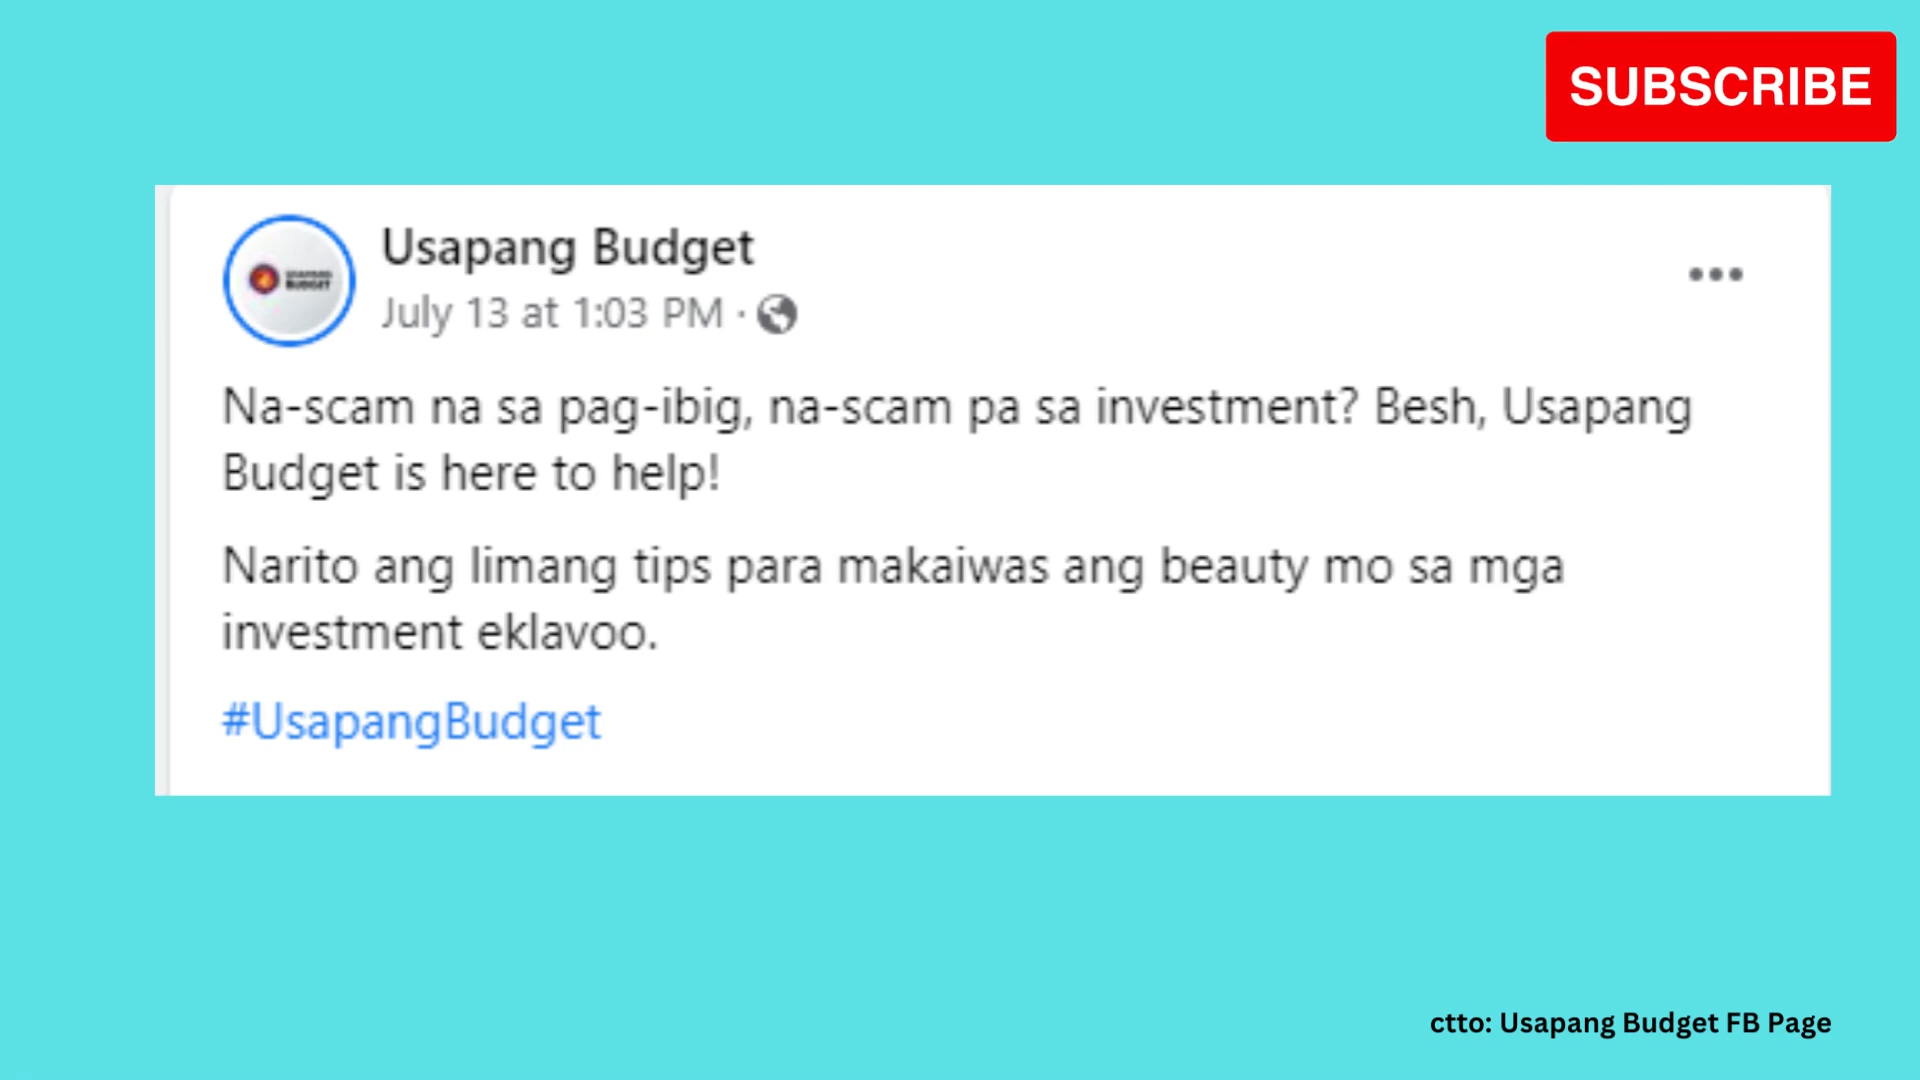 SUBSCRIBE
Usapang Budget
July 13 at 1:03 PM ·
Na-scam na sa pag-ibig, na-scam pa sa investment? Besh, Usapang
Budget is here to help!
Narito ang limang tips para makaiwas ang beauty mo sa mga
investment eklavoo.
#UsapangBudget
ctto: Usapang Budget FB Page